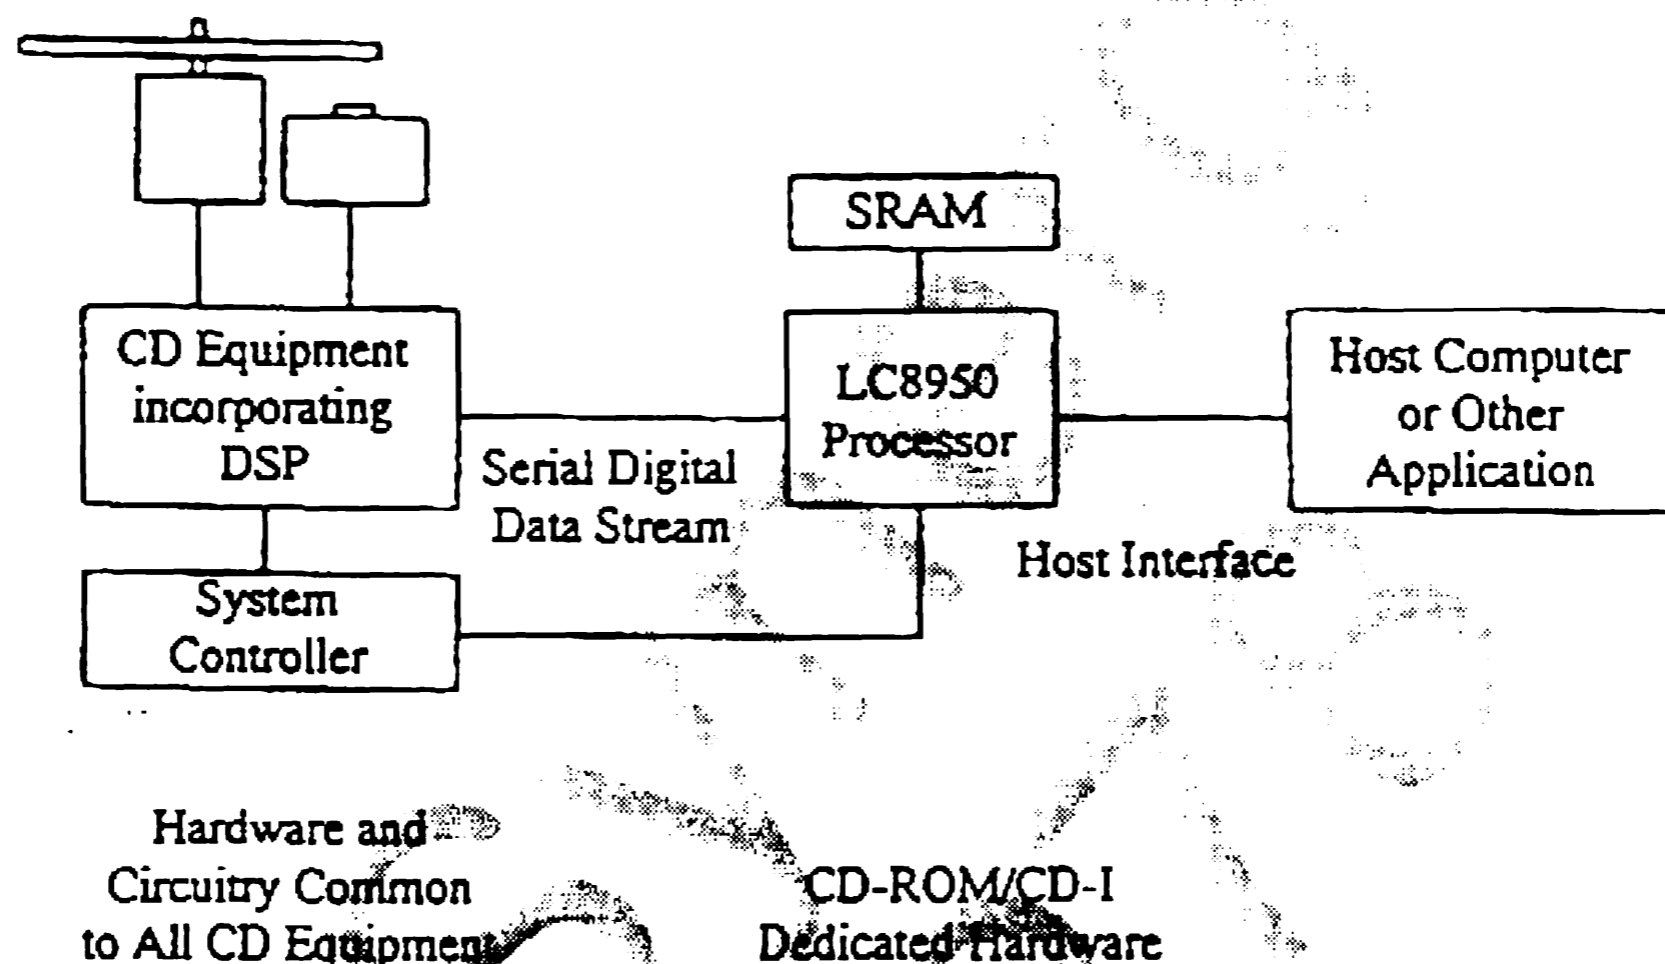 SRAM
CD Equipment
incorporating
DSP
LC8950
Processor
Host Computer
or Other
Application
Serial Digital
Data Stream
Host Interface
System
Controller
Hardware and
Circuitry Common
to All CD Equipment
CD-ROM/CD-I
Dedicated Hardware